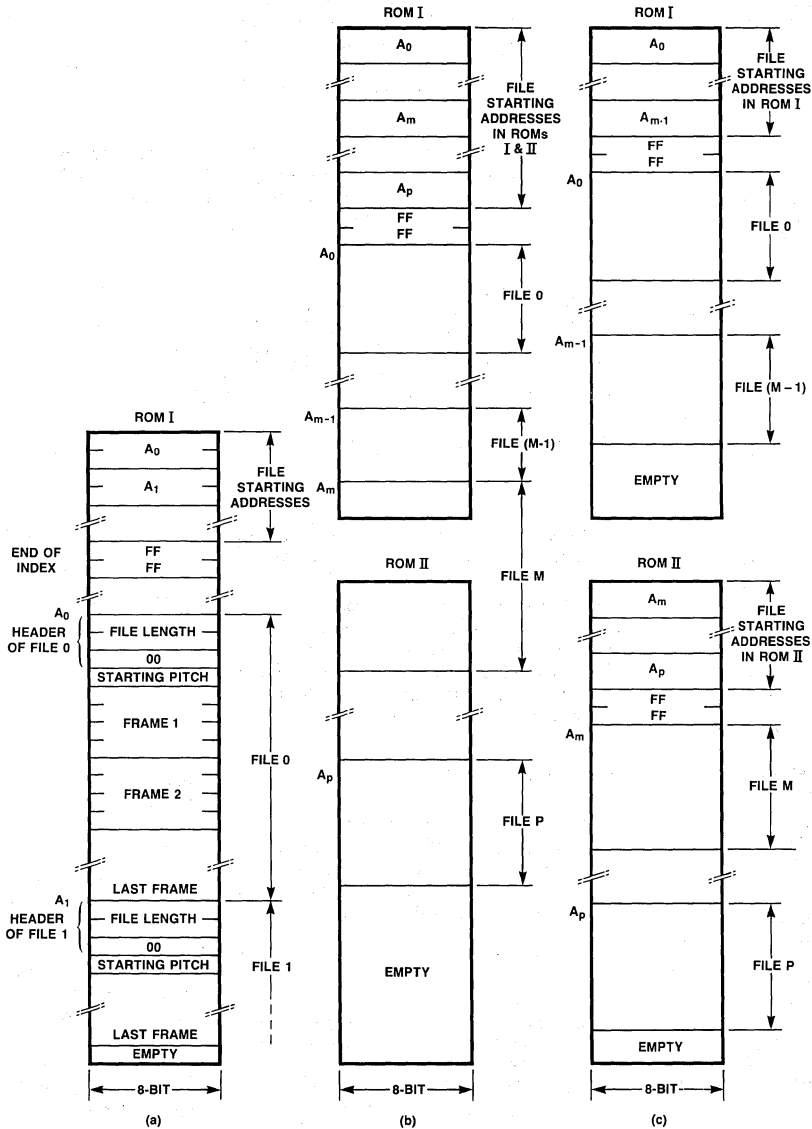 ROM I
A0
A1
FILE
STARTING
ADDRESSES
END OF
INDEX
FF
FF
A0
HEADER
OF FILE 0
FILE LENGTH
00
STARTING PITCH
FRAME 1
FRAME 2
FILE 0
LAST FRAME
A1
HEADER
OF FILE 1
FILE LENGTH
00
STARTING PITCH
FILE 1
LAST FRAME
EMPTY
8-BIT
(a)
ROM I
A0
Am
Ap
FILE
STARTING
ADDRESSES
IN ROMs
I & II
FF
FF
A0
FILE 0
Am-1
FILE (M-1)
Am
FILE M
ROM II
Ap
FILE P
EMPTY
8-BIT
(b)
ROM I
A0
Am-1
FILE
STARTING
ADDRESSES
IN ROM I
FF
FF
A0
FILE 0
Am-1
FILE (M – 1)
EMPTY
ROM II
Am
Ap
FILE
STARTING
ADDRESSES
IN ROM II
FF
FF
Am
FILE M
Ap
FILE P
EMPTY
8-BIT
(c)